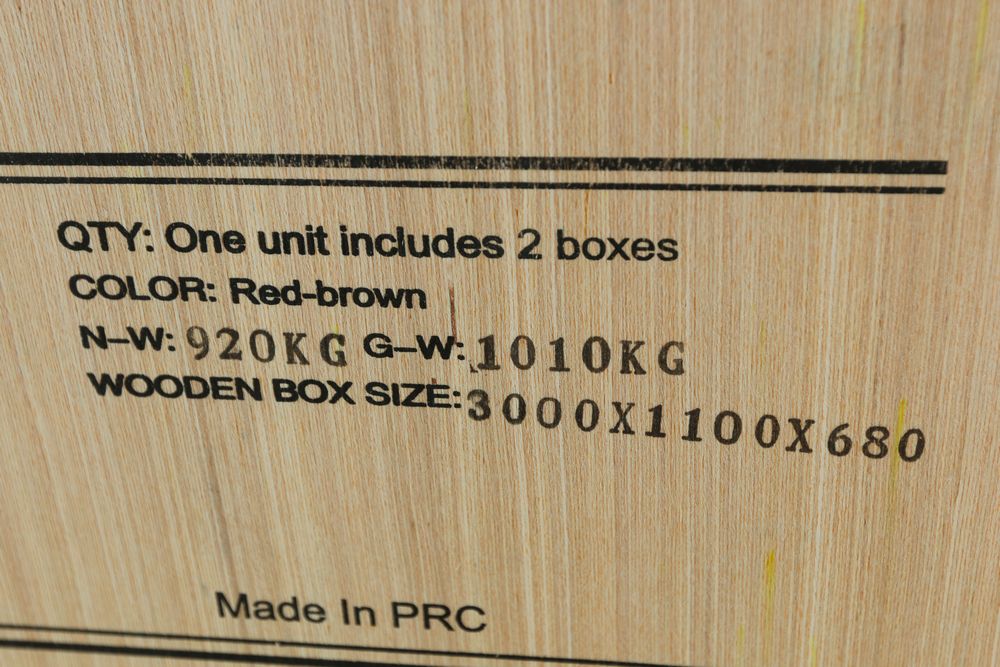 QTY: One unit includes 2 boxes
COLOR: Red-brown
N-W: 920KG G-W: 1010KG
WOODEN BOX SIZE: 3000X1100X680
Made In PRC